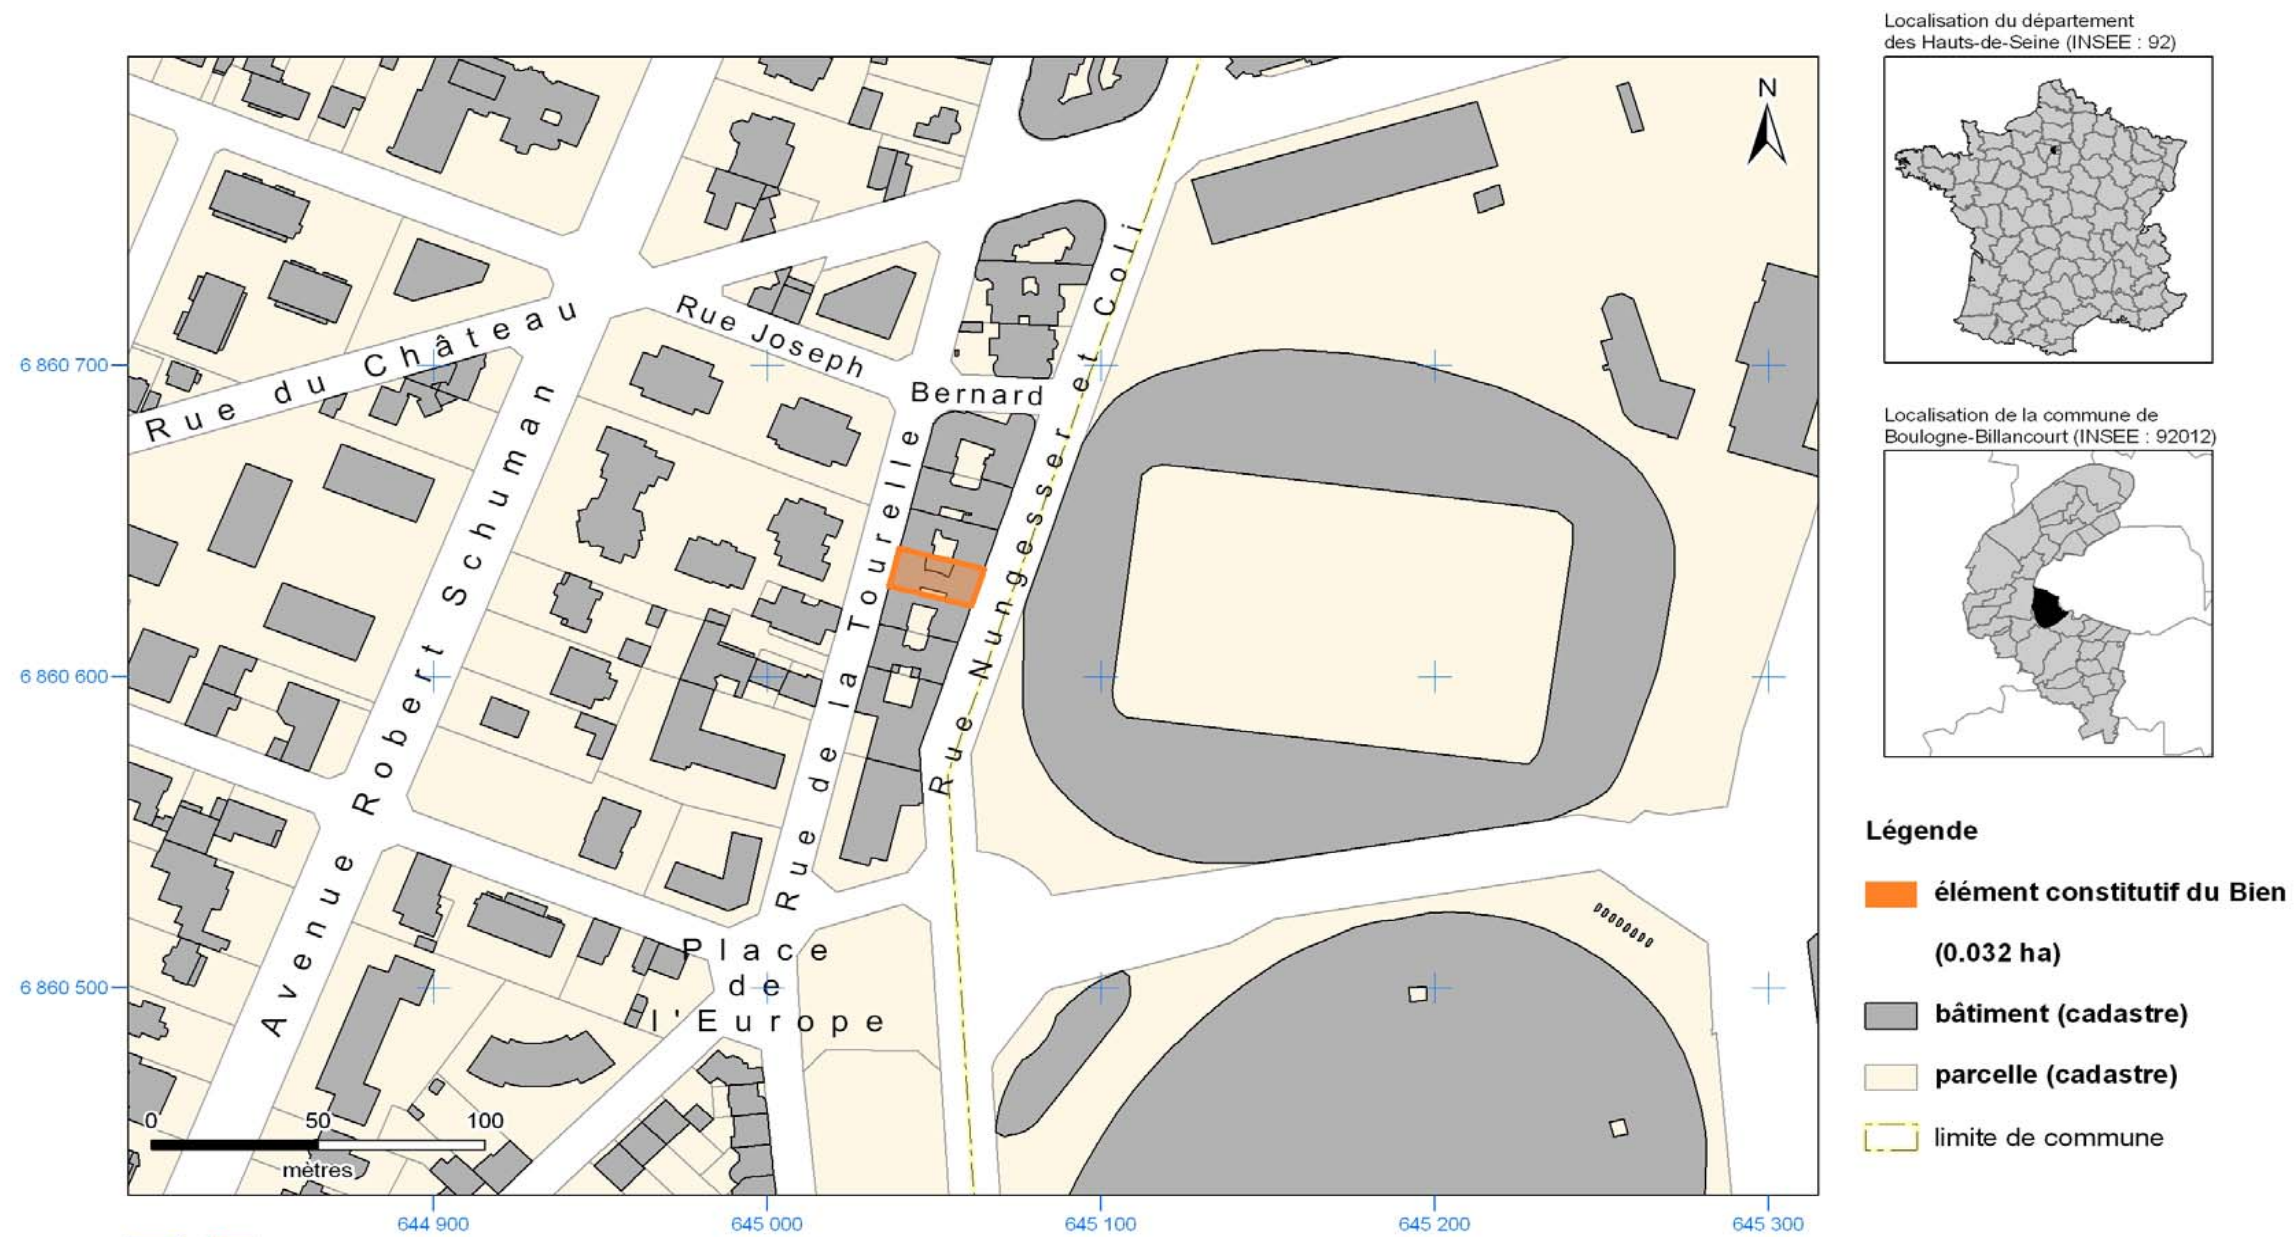 Localisation du département
des Hauts-de-Seine (INSEE : 92)
N
Rue Nungesser et Coli
Rue du Château
Rue Joseph
Bernard
6 860 700
Localisation de la commune de
Boulogne-Billancourt (INSEE : 92012)
Avenue Robert Schuman
Rue de la Tourelle
6 860 600
Légende
élément constitutif du Bien
(0.032 ha)
bâtiment (cadastre)
parcelle (cadastre)
limite de commune
Place
de
l'Europe
6 860 500
0 50 100
mètres
644 900 645 000 645 100 645 200 645 300